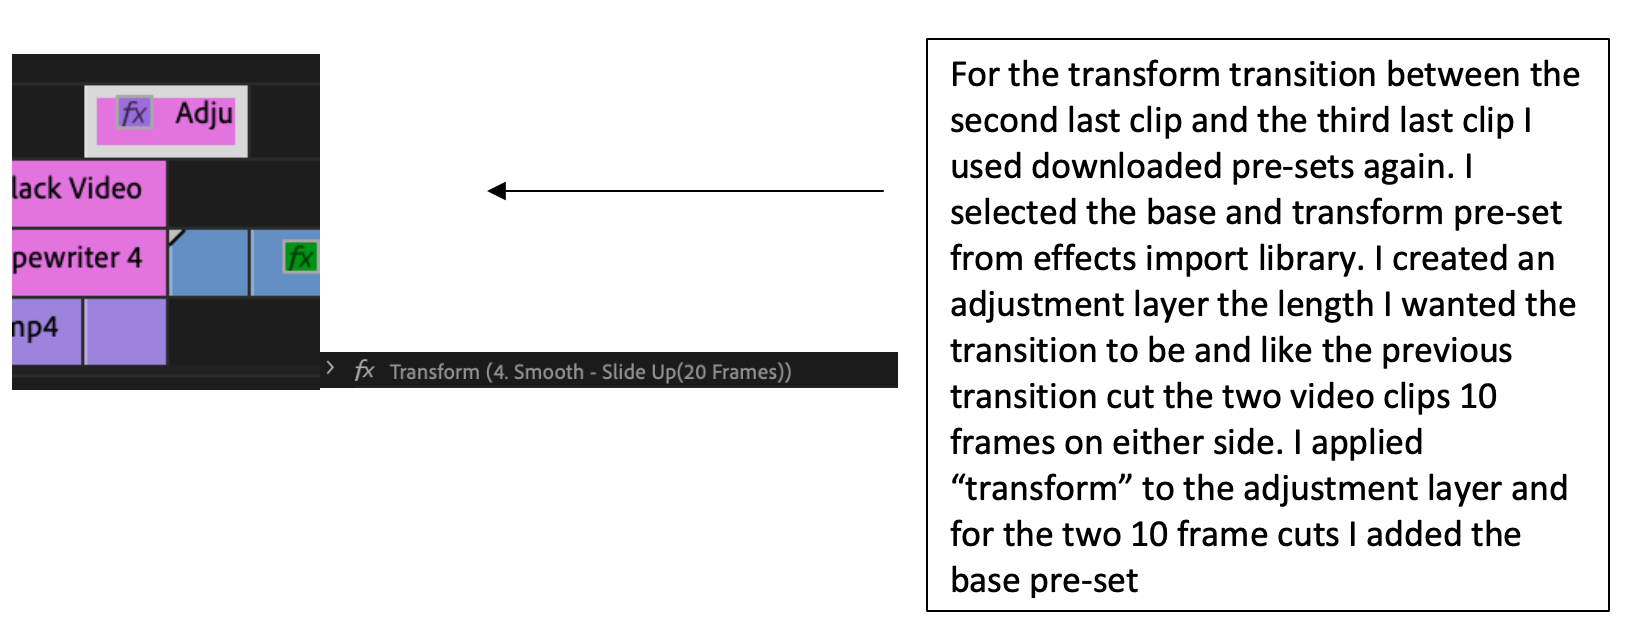 fx Adju
lack Video
pewriter 4
fx
np4
fx Transform (4. Smooth - Slide Up(20 Frames))
For the transform transition between the
second last clip and the third last clip I
used downloaded pre-sets again. I
selected the base and transform pre-set
from effects import library. I created an
adjustment layer the length I wanted the
transition to be and like the previous
transition cut the two video clips 10
frames on either side. I applied
“transform” to the adjustment layer and
for the two 10 frame cuts I added the
base pre-set